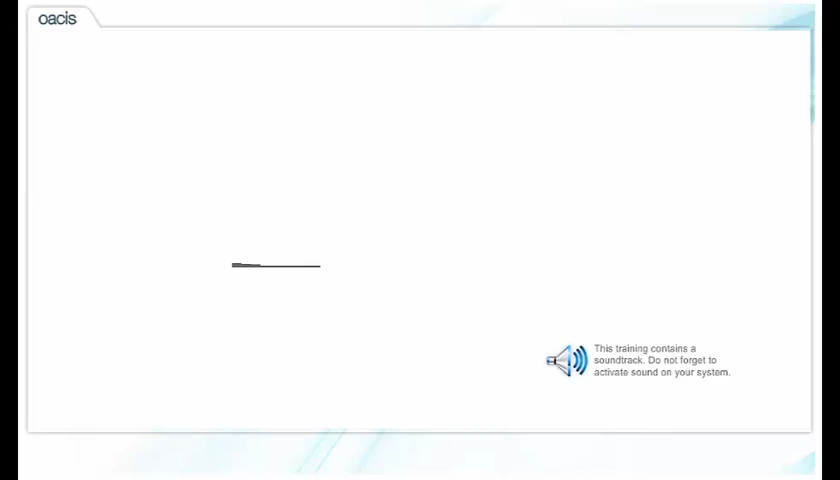 oacis
This training contains a
soundtrack. Do not forget to
activate sound on your system.